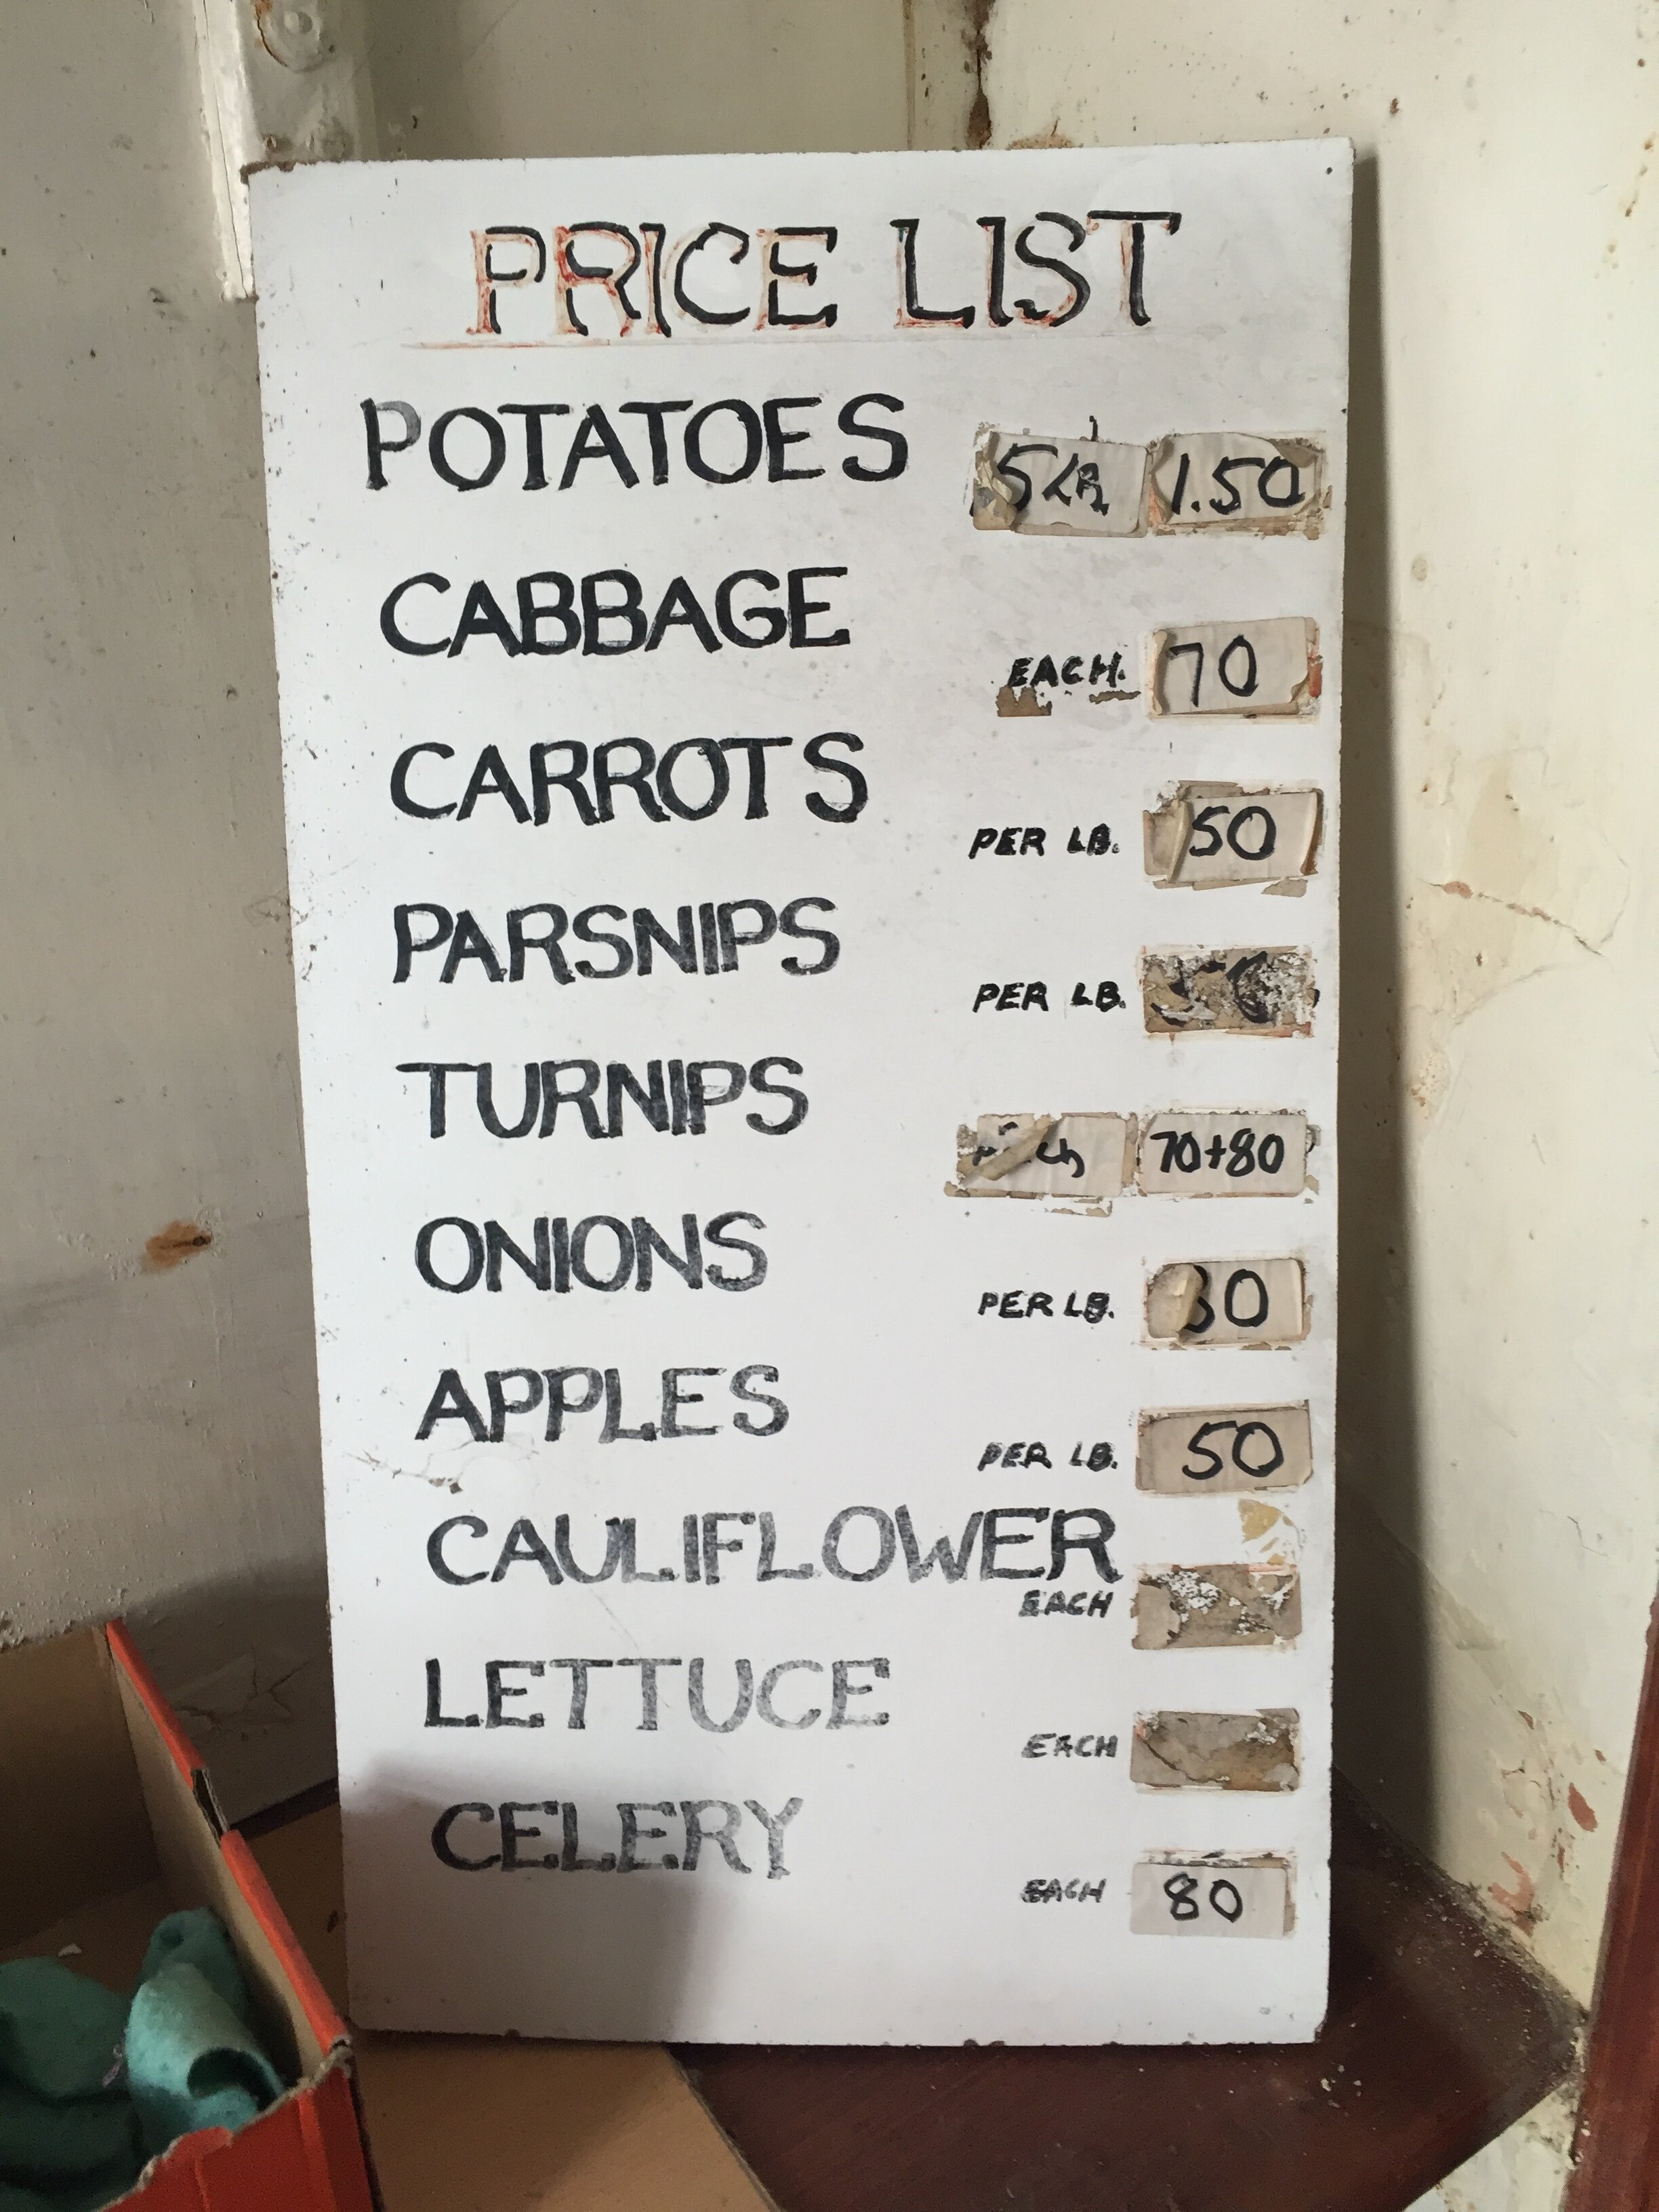 PRICE LIST
POTATOES 5LB 1.50
CABBAGE
EACH. 70
CARROTS
PER LB. 50
PARSNIPS
PER LB.
TURNIPS
70+80
ONIONS
PER LB. 30
APPLES
PER LB. 50
CAULIFLOWER
EACH
LETTUCE
EACH
CELERY
EACH 80